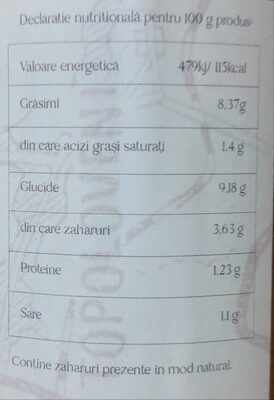 Declaratie nutritională pentru 100 g produs
Valoare energetică 479kj/ 115kcal
Grăsimi 8.37g
din care acizi grași saturați 1.4 g
Glucide 9.18 g
din care zaharuri 3.63 g
Proteine 1.23 g
Sare 1.1 g
Conține zaharuri prezente in mod natural.
TOPOLOVENI